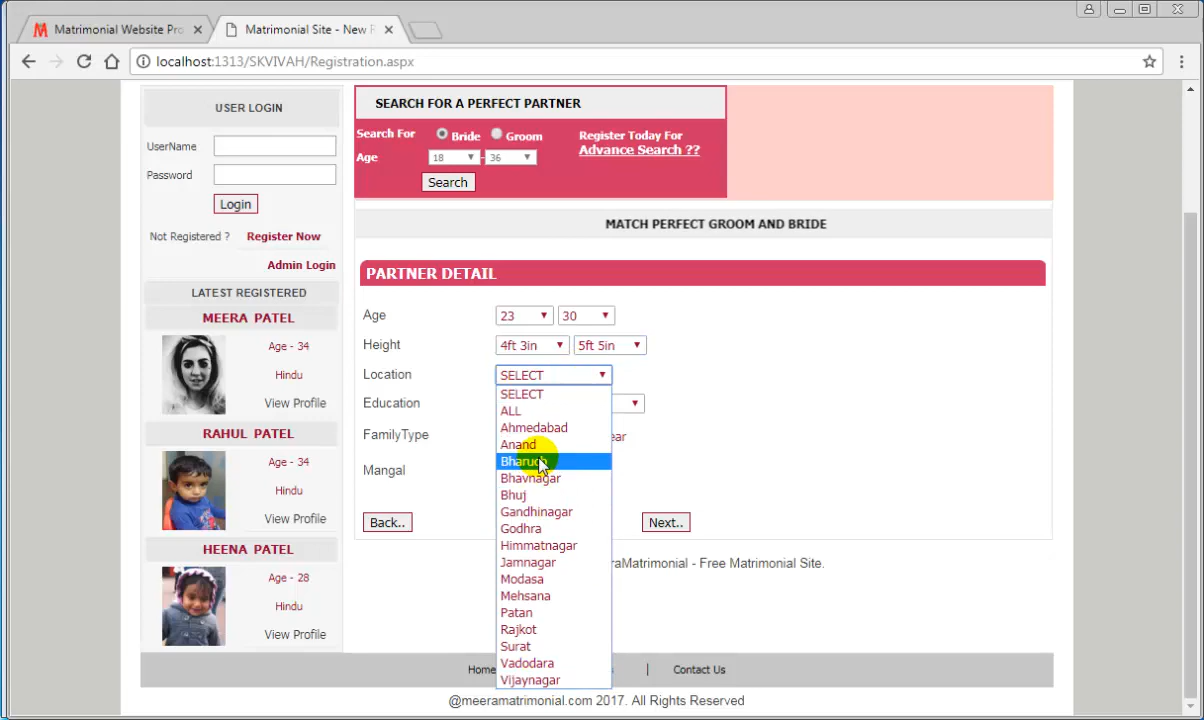 Matrimonial Website Pro
Matrimonial Site - New R
localhost:1313/SKVIVAH/Registration.aspx
USER LOGIN
UserName
Password
Login
Not Registered ? Register Now
Admin Login
LATEST REGISTERED
MEERA PATEL
Age - 34
Hindu
View Profile
RAHUL PATEL
Age - 34
Hindu
View Profile
HEENA PATEL
Age - 28
Hindu
View Profile
SEARCH FOR A PERFECT PARTNER
Search For Bride Groom
Age 18 - 36
Search
Register Today For
Advance Search ??
MATCH PERFECT GROOM AND BRIDE
PARTNER DETAIL
Age 23 30
Height 4ft 3in 5ft 5in
Location SELECT
Education
FamilyType
Mangal
SELECT
ALL
Ahmedabad
Anand
Bharuch
Bhavnagar
Bhuj
Gandhinagar
Godhra
Himmatnagar
Jamnagar
Modasa
Mehsana
Patan
Rajkot
Surat
Vadodara
Vijaynagar
Back.. Next..
raMatrimonial - Free Matrimonial Site.
Home | Contact Us
@meeramatrimonial.com 2017. All Rights Reserved